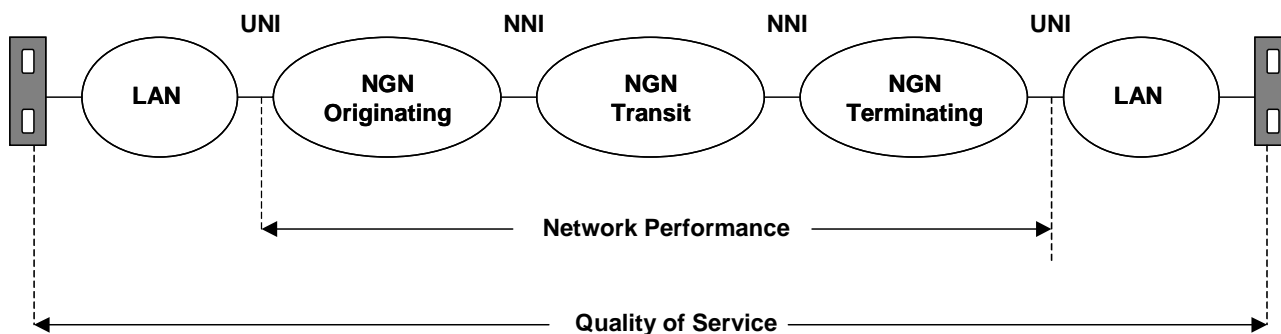 UNI NNI NNI UNI
LAN
NGN
Originating
NGN
Transit
NGN
Terminating
LAN
Network Performance
Quality of Service